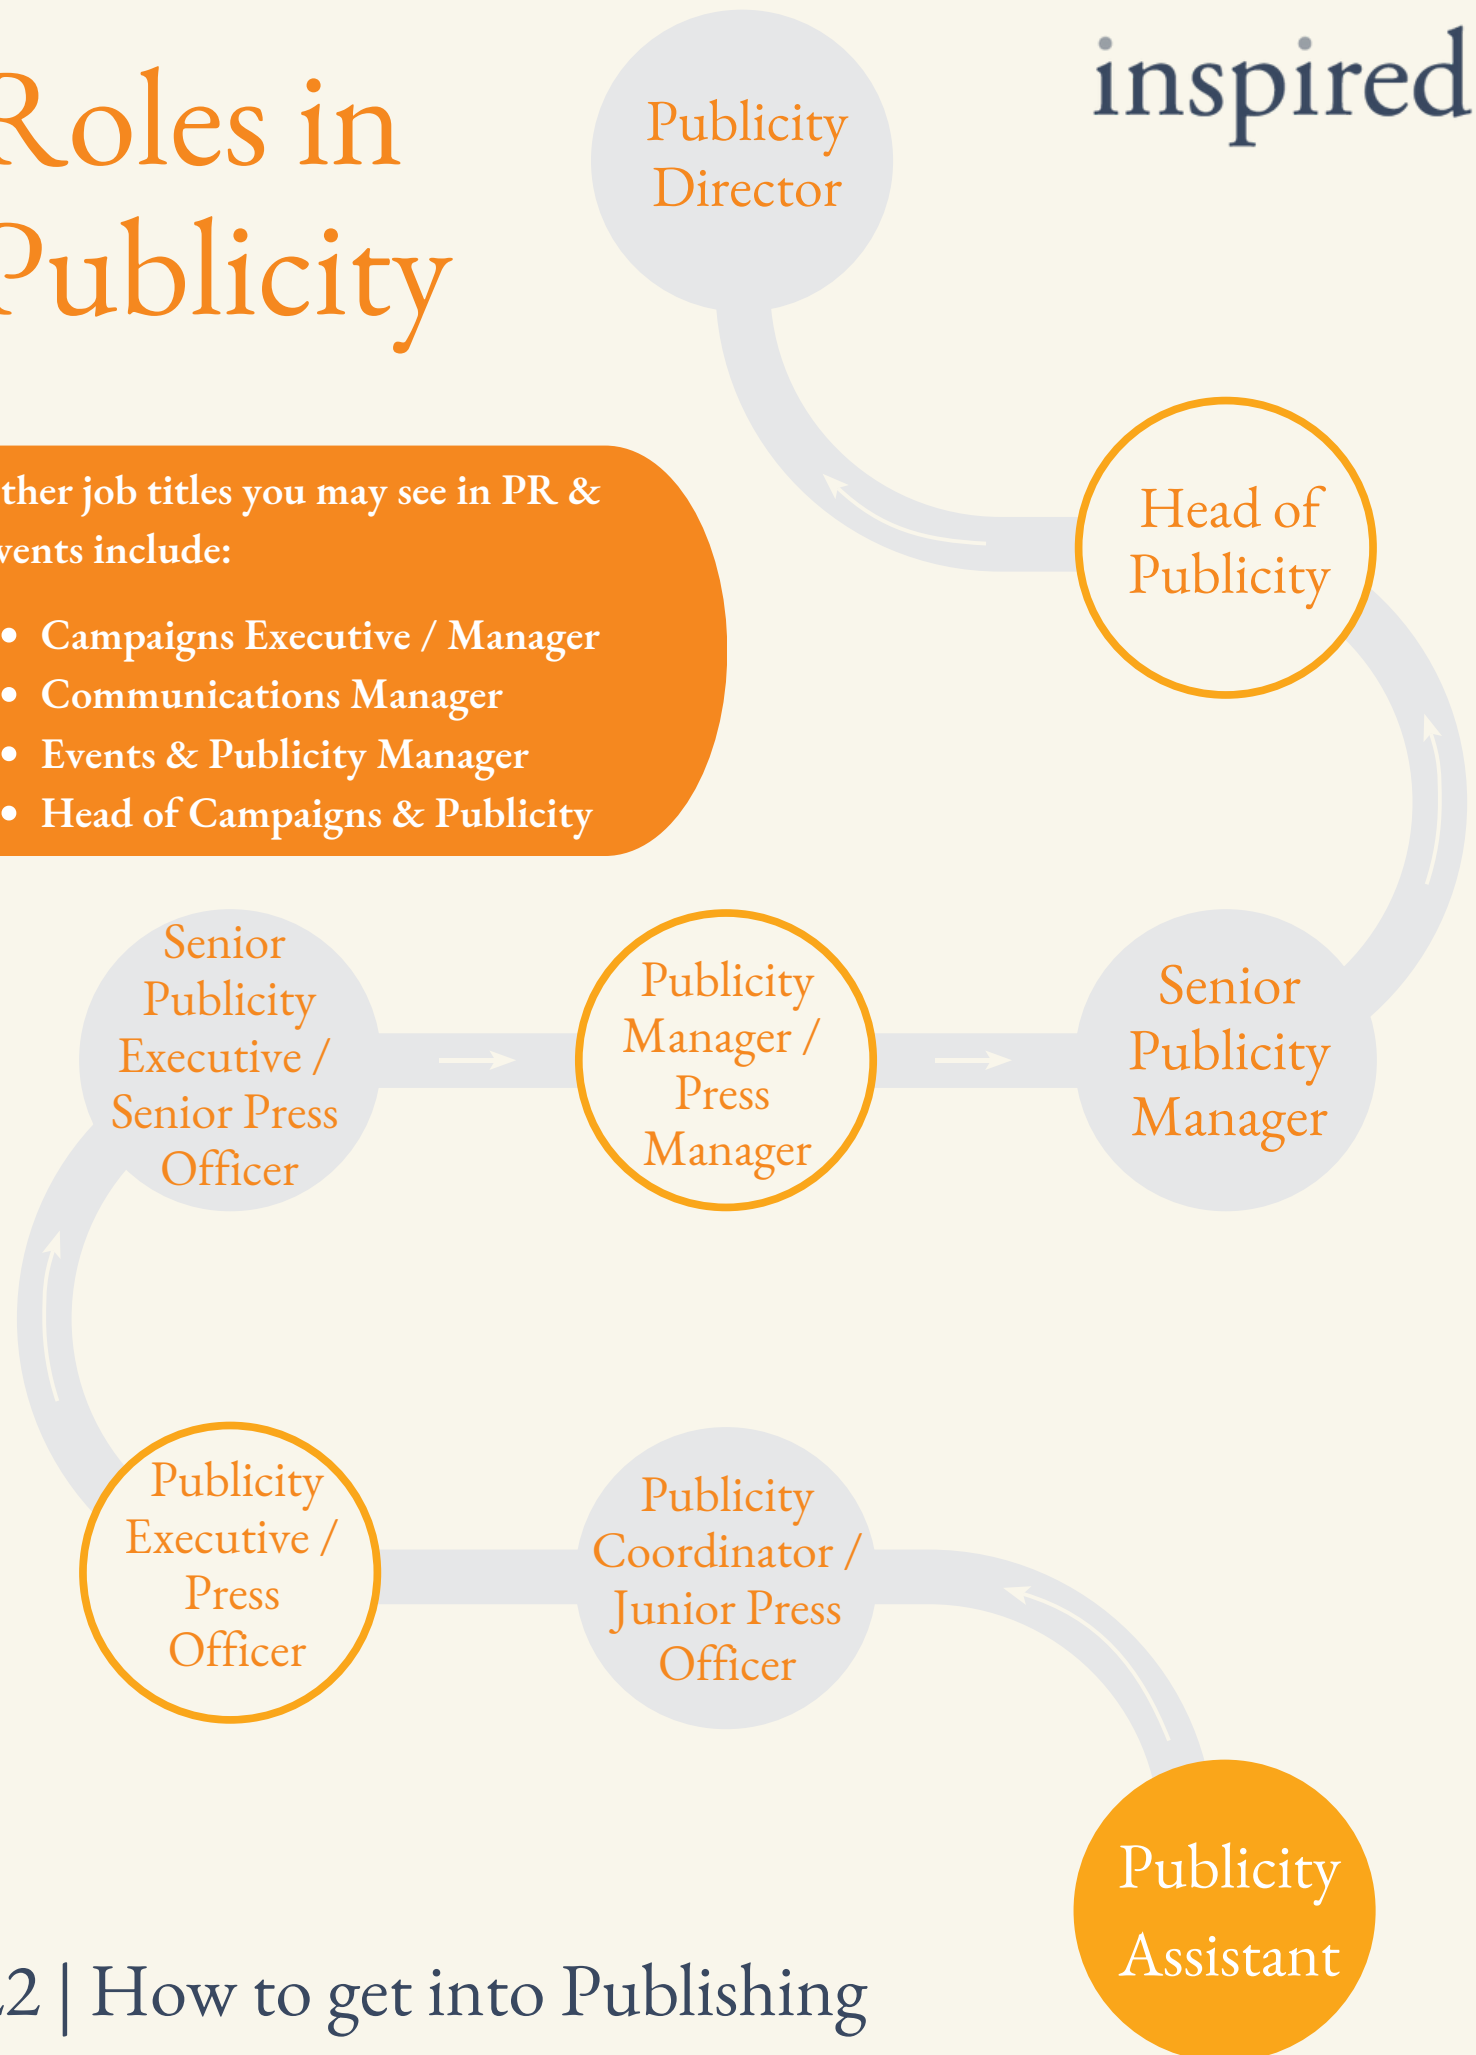 Roles in
Publicity
inspired
Publicity
Director
Head of
Publicity
ther job titles you may see in PR &
vents include:
• Campaigns Executive / Manager
• Communications Manager
• Events & Publicity Manager
• Head of Campaigns & Publicity
Senior
Publicity
Executive /
Senior Press
Officer
Publicity
Manager /
Press
Manager
Senior
Publicity
Manager
Publicity
Executive /
Press
Officer
Publicity
Coordinator /
Junior Press
Officer
Publicity
Assistant
2 | How to get into Publishing